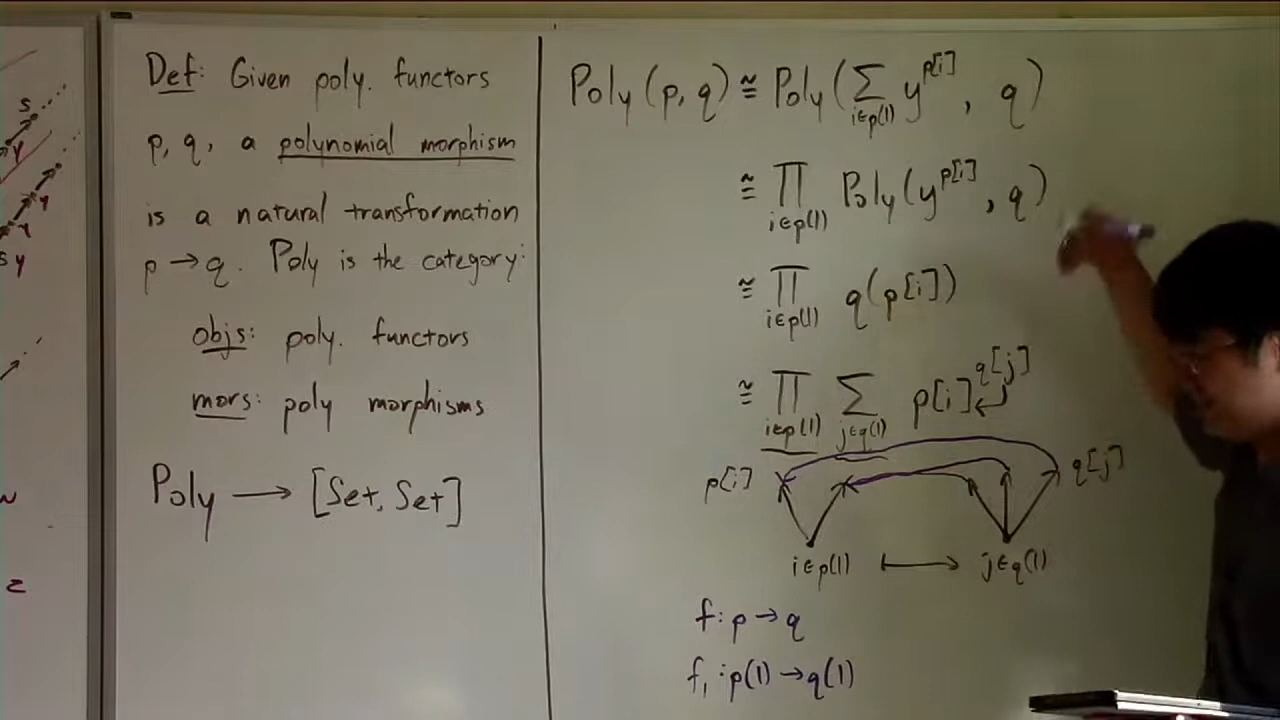 Def: Given poly. functors
p, q, a polynomial morphism
is a natural transformation
p → q. Poly is the category:
objs: poly. functors
mors: poly morphisms
Poly → [Set, Set]
Poly(p, q) ≅ Poly(∑_{i∈p(1)} y^{p[i]}, q)
≅ ∏_{i∈p(1)} Poly(y^{p[i]}, q)
≅ ∏_{i∈p(1)} q(p[i])
≅ ∏_{i∈p(1)} ∑_{j∈q(1)} p[i]^{q[j]}
p[i] q[j]
i∈p(1) ↦ j∈q(1)
f: p → q
f₁: p(1) → q(1)
S
Y
Y
Y
S Y
Z